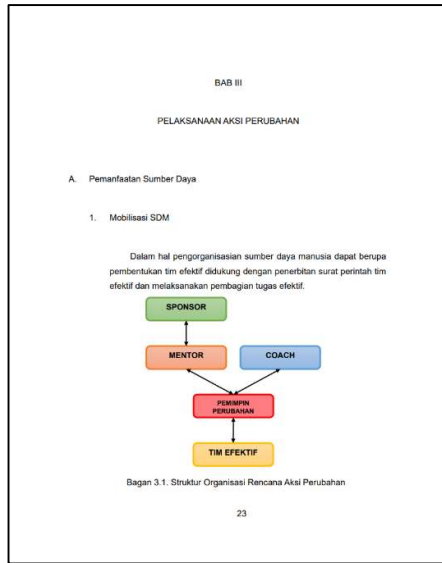 BAB III
PELAKSANAAN AKSI PERUBAHAN
A. Pemanfaatan Sumber Daya
1. Mobilisasi SDM
Dalam hal pengorganisasian sumber daya manusia dapat berupa
pembentukan tim efektif didukung dengan penerbitan surat perintah tim
efektif dan melaksanakan pembagian tugas efektif.
SPONSOR
MENTOR COACH
PEMIMPIN
PERUBAHAN
TIM EFEKTIF
Bagan 3.1. Struktur Organisasi Rencana Aksi Perubahan
23